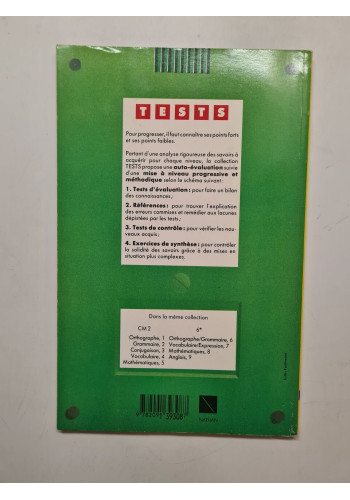 TESTS
Pour progresser, il faut connaître ses points forts
et ses points faibles.
Partant d'une analyse rigoureuse des savoirs à
acquérir pour chaque niveau, la collection
TESTS propose une auto-évaluation suivie
d'une mise à niveau progressive et
méthodique selon le schéma suivant :
1. Tests d'évaluation : pour faire un bilan
des connaissances ;
2. Références : pour trouver l'explication
des erreurs commises et remédier aux lacunes
dépistées par les tests ;
3. Tests de contrôle : pour vérifier les nou-
veaux acquis ;
4. Exercices de synthèse : pour contrôler
la solidité des savoirs grâce à des mises en
situation plus complexes.
Dans la même collection
CM 2 6e
Orthographe, 1 Orthographe/Grammaire, 6
Grammaire, 2 Vocabulaire/Expression, 7
Conjugaison, 3 Mathématiques, 8
Vocabulaire, 4 Anglais, 9
Mathématiques, 5
NATHAN